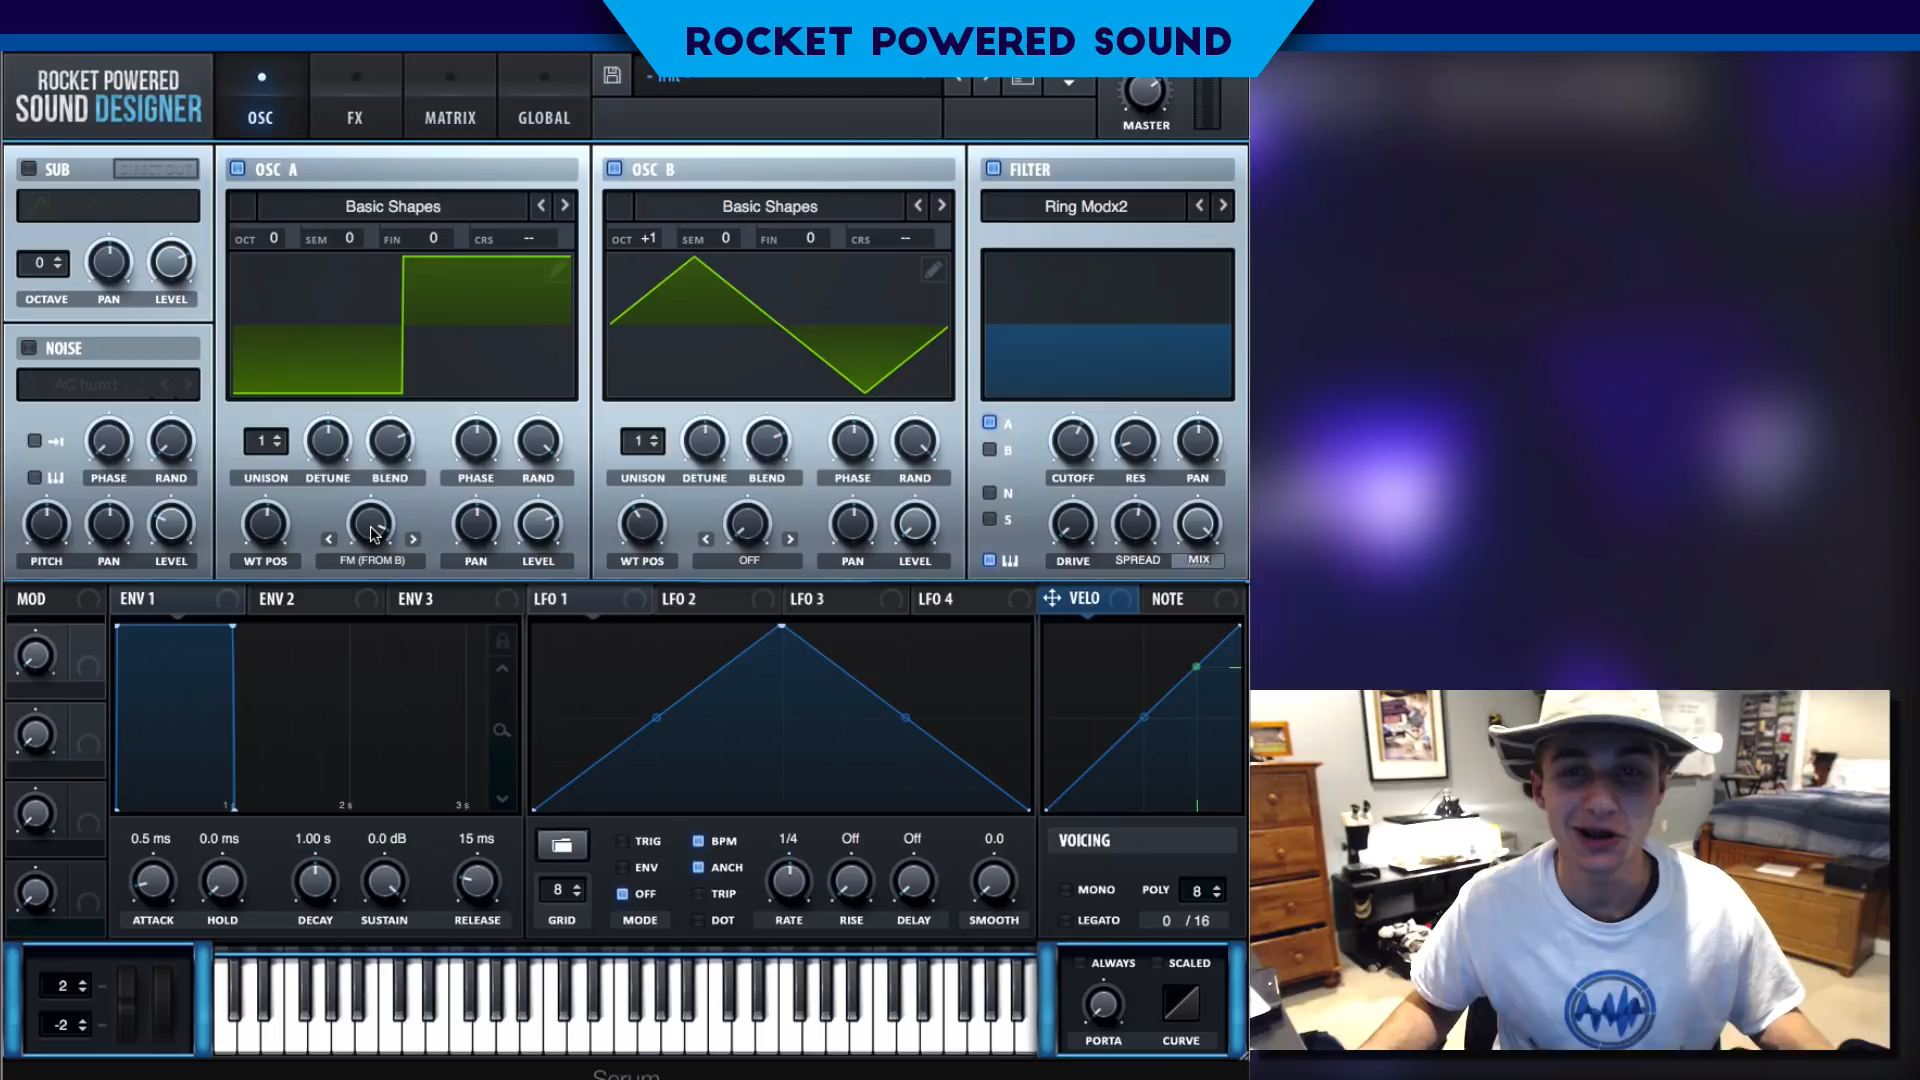 ROCKET POWERED SOUND
ROCKET POWERED
SOUND DESIGNER
OSC
FX
MATRIX
GLOBAL
MASTER
SUB
DIRECT OUT
0
OCTAVE
PAN
LEVEL
OSC A
Basic Shapes
OCT 0
SEM 0
FIN 0
CRS --
OSC B
Basic Shapes
OCT +1
SEM 0
FIN 0
CRS --
FILTER
Ring Modx2
NOISE
AC hum1
PHASE
RAND
PITCH
PAN
LEVEL
1
UNISON
DETUNE
BLEND
PHASE
RAND
WT POS
FM (FROM B)
PAN
LEVEL
1
UNISON
DETUNE
BLEND
PHASE
RAND
WT POS
OFF
PAN
LEVEL
A
B
N
S
CUTOFF
RES
PAN
DRIVE
SPREAD
MIX
MOD
ENV 1
ENV 2
ENV 3
LFO 1
LFO 2
LFO 3
LFO 4
VELO
NOTE
2 s
3 s
0.5 ms
0.0 ms
1.00 s
0.0 dB
15 ms
ATTACK
HOLD
DECAY
SUSTAIN
RELEASE
8
GRID
TRIG
ENV
OFF
MODE
BPM
ANCH
TRIP
DOT
1/4
Off
Off
0.0
RATE
RISE
DELAY
SMOOTH
VOICING
MONO
POLY
8
LEGATO
0 / 16
2
-2
ALWAYS
SCALED
PORTA
CURVE
Serum